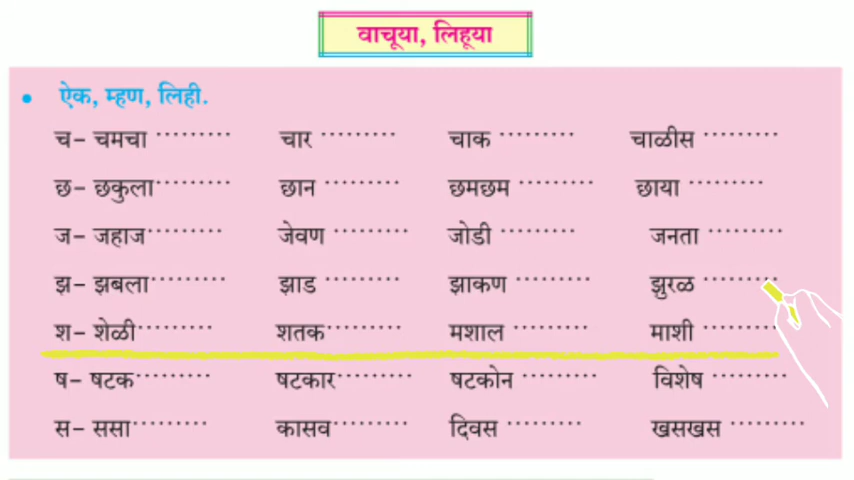 वाचूया, लिहूया
• ऐक, म्हण, लिही.
च– चमचा ········· चार ········· चाक ········· चाळीस ·········
छ– छकुला ········· छान ········· छमछम ········· छाया ·········
ज– जहाज ········· जेवण ········· जोडी ········· जनता ·········
झ– झबला ········· झाड ········· झाकण ········· झुरळ ·········
श– शेळी ········· शतक ········· मशाल ········· माशी ·········
ष– षटक ········· षटकार ········· षटकोन ········· विशेष ·········
स– ससा ········· कासव ········· दिवस ········· खसखस ·········